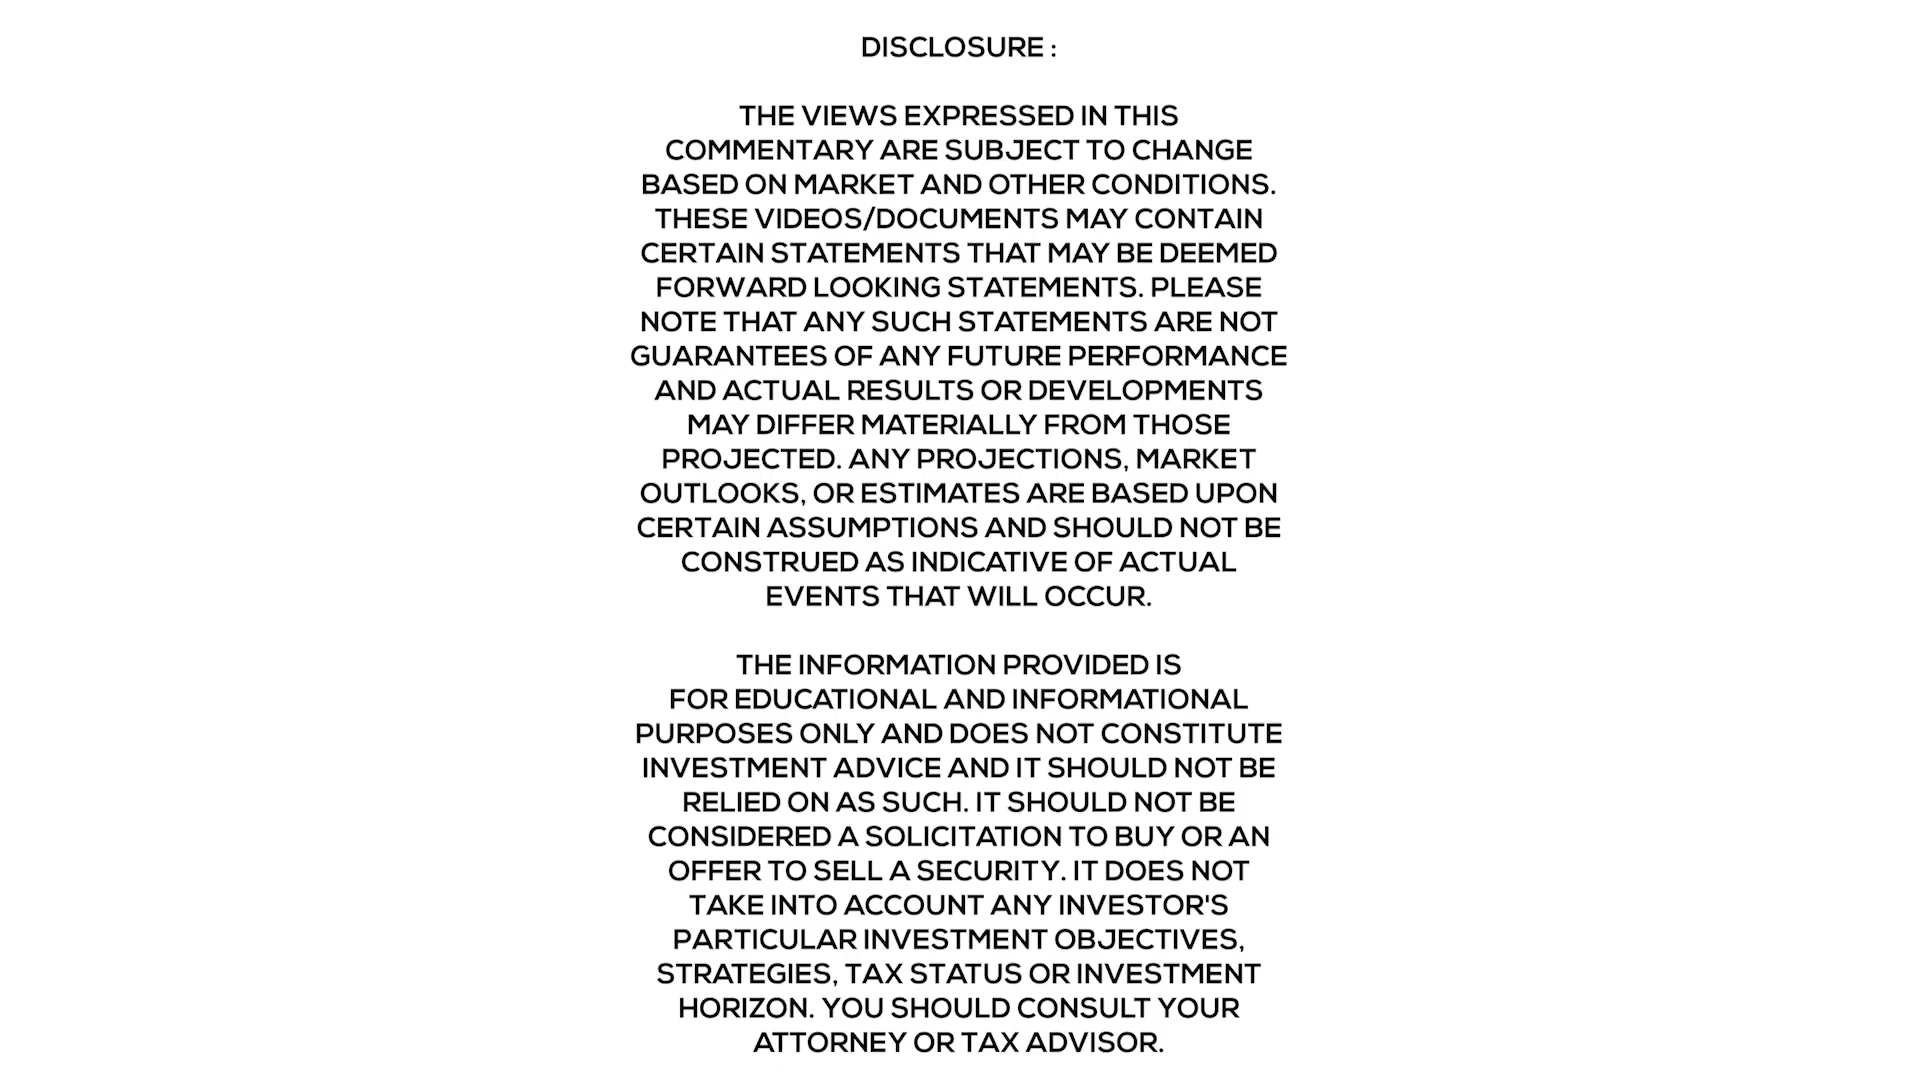 DISCLOSURE :
THE VIEWS EXPRESSED IN THIS
COMMENTARY ARE SUBJECT TO CHANGE
BASED ON MARKET AND OTHER CONDITIONS.
THESE VIDEOS/DOCUMENTS MAY CONTAIN
CERTAIN STATEMENTS THAT MAY BE DEEMED
FORWARD LOOKING STATEMENTS. PLEASE
NOTE THAT ANY SUCH STATEMENTS ARE NOT
GUARANTEES OF ANY FUTURE PERFORMANCE
AND ACTUAL RESULTS OR DEVELOPMENTS
MAY DIFFER MATERIALLY FROM THOSE
PROJECTED. ANY PROJECTIONS, MARKET
OUTLOOKS, OR ESTIMATES ARE BASED UPON
CERTAIN ASSUMPTIONS AND SHOULD NOT BE
CONSTRUED AS INDICATIVE OF ACTUAL
EVENTS THAT WILL OCCUR.
THE INFORMATION PROVIDED IS
FOR EDUCATIONAL AND INFORMATIONAL
PURPOSES ONLY AND DOES NOT CONSTITUTE
INVESTMENT ADVICE AND IT SHOULD NOT BE
RELIED ON AS SUCH. IT SHOULD NOT BE
CONSIDERED A SOLICITATION TO BUY OR AN
OFFER TO SELL A SECURITY. IT DOES NOT
TAKE INTO ACCOUNT ANY INVESTOR'S
PARTICULAR INVESTMENT OBJECTIVES,
STRATEGIES, TAX STATUS OR INVESTMENT
HORIZON. YOU SHOULD CONSULT YOUR
ATTORNEY OR TAX ADVISOR.